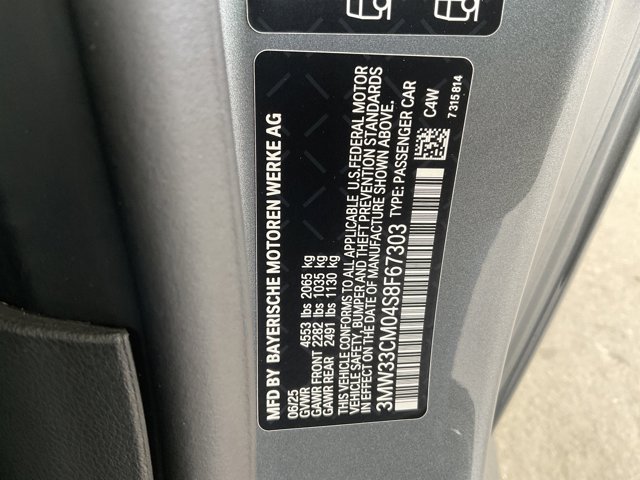 MFD BY BAYERISCHE MOTOREN WERKE AG
06/25
GVWR 4553 lbs 2065 kg
GAWR FRONT 2282 lbs 1035 kg
GAWR REAR 2491 lbs 1130 kg
THIS VEHICLE CONFORMS TO ALL APPLICABLE U.S.FEDERAL MOTOR
VEHICLE SAFETY, BUMPER AND THEFT PREVENTION STANDARDS
IN EFFECT ON THE DATE OF MANUFACTURE SHOWN ABOVE.
3MW33CM04S8F67303 TYPE: PASSENGER CAR
C4W
7 315 814